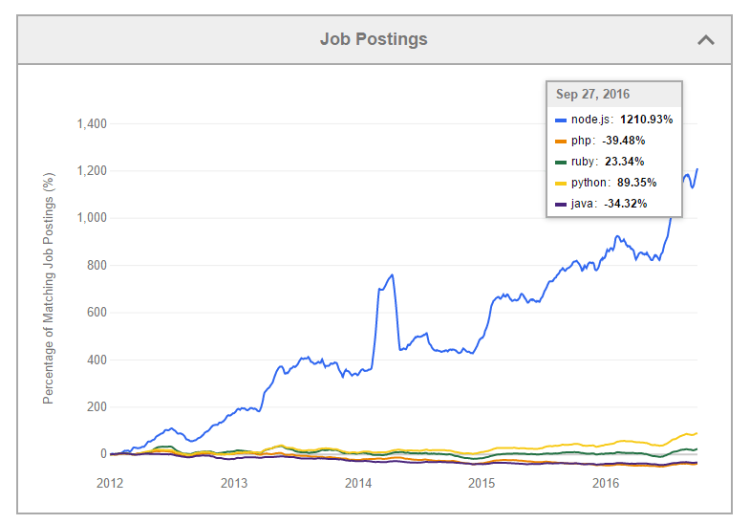 Job Postings
Sep 27, 2016
node.js: 1210.93%
php: -39.48%
ruby: 23.34%
python: 89.35%
java: -34.32%
Percentage of Matching Job Postings (%)
1,400
1,200
1,000
800
600
400
200
0
2012 2013 2014 2015 2016